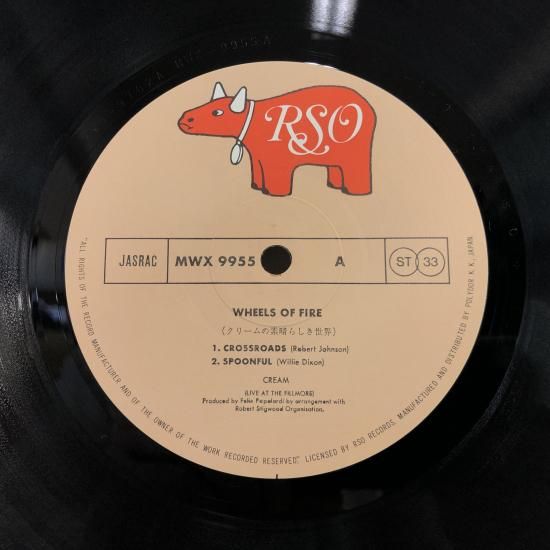 RSO
JASRAC MWX 9955 A ST 33
WHEELS OF FIRE
(クリームの素晴らしき世界)
1. CROSSROADS (Robert Johnson)
2. SPOONFUL (Willie Dixon)
CREAM
(LIVE AT THE FILLMORE)
Produced by Felix Papalardi by arrangement with
Robert Stigwood Organisation.
"ALL RIGHTS OF THE RECORD MANUFACTURER AND OF THE OWNER OF THE WORK RECORDED RESERVED". LICENSED BY RSO RECORDS. MANUFACTURED AND DISTRIBUTED BY POLYDOR K. K., JAPAN